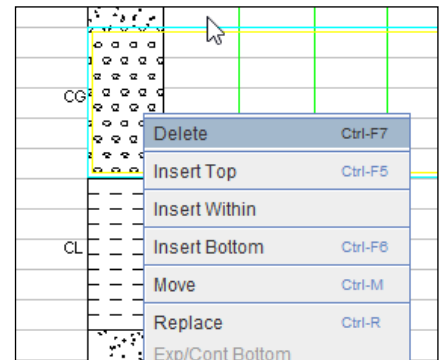 CG
Delete Ctrl-F7
Insert Top Ctrl-F5
Insert Within
CL
Insert Bottom Ctrl-F6
Move Ctrl-M
Replace Ctrl-R
Exp/Cont Bottom